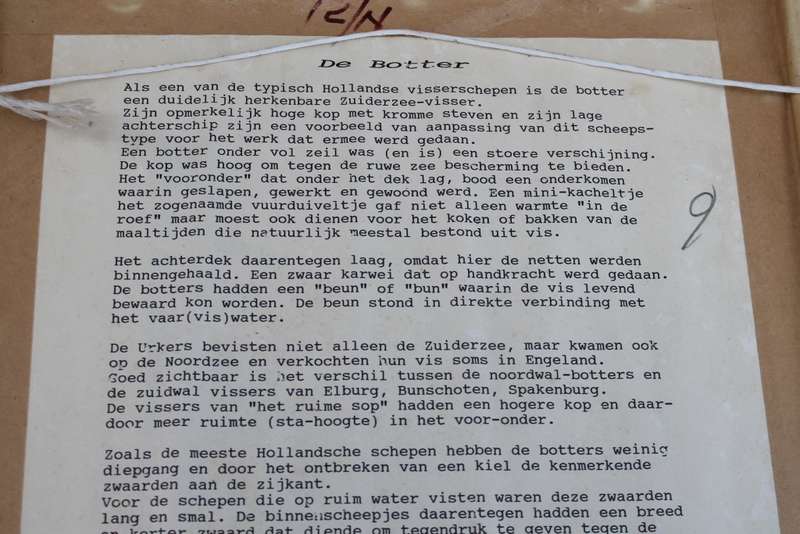 12/N
De Botter
Als een van de typisch Hollandse visserschepen is de botter
een duidelijk herkenbare Zuiderzee-visser.
Zijn opmerkelijk hoge kop met kromme steven en zijn lage
achterschip zijn een voorbeeld van aanpassing van dit scheeps-
type voor het werk dat ermee werd gedaan.
Een botter onder vol zeil was (en is) een stoere verschijning.
De kop was hoog om tegen de ruwe zee bescherming te bieden.
Het "vooronder" dat onder het dek lag, bood een onderkomen
waarin geslapen, gewerkt en gewoond werd. Een mini-kacheltje
het zogenaamde vuurduiveltje gaf niet alleen warmte "in de
roef" maar moest ook dienen voor het koken of bakken van de
maaltijden die natuurlijk meestal bestond uit vis.
9
Het achterdek daarentegen laag, omdat hier de netten werden
binnengehaald. Een zwaar karwei dat op handkracht werd gedaan.
De botters hadden een "beun" of "bun" waarin de vis levend
bewaard kon worden. De beun stond in direkte verbinding met
het vaar(vis)water.
De Urkers bevisten niet alleen de Zuiderzee, maar kwamen ook
op de Noordzee en verkochten hun vis soms in Engeland.
Goed zichtbaar is het verschil tussen de noordwal-botters en
de zuidwal vissers van Elburg, Bunschoten, Spakenburg.
De vissers van "het ruime sop" hadden een hogere kop en daar-
door meer ruimte (sta-hoogte) in het voor-onder.
Zoals de meeste Hollandsche schepen hebben de botters weinig
diepgang en door het ontbreken van een kiel de kenmerkende
zwaarden aan de zijkant.
Voor de schepen die op ruim water visten waren deze zwaarden
lang en smal. De binnenscheepjes daarentegen hadden een breed
en korter zwaard dat diende om tegendruk te geven tegen de